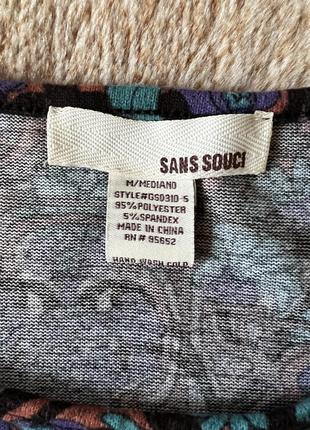 SANS SOUCI
M/MEDIANO
STYLE#GS0310-S
95% POLYESTER
5% SPANDEX
MADE IN CHINA
RN # 95652
HAND WASH COLD